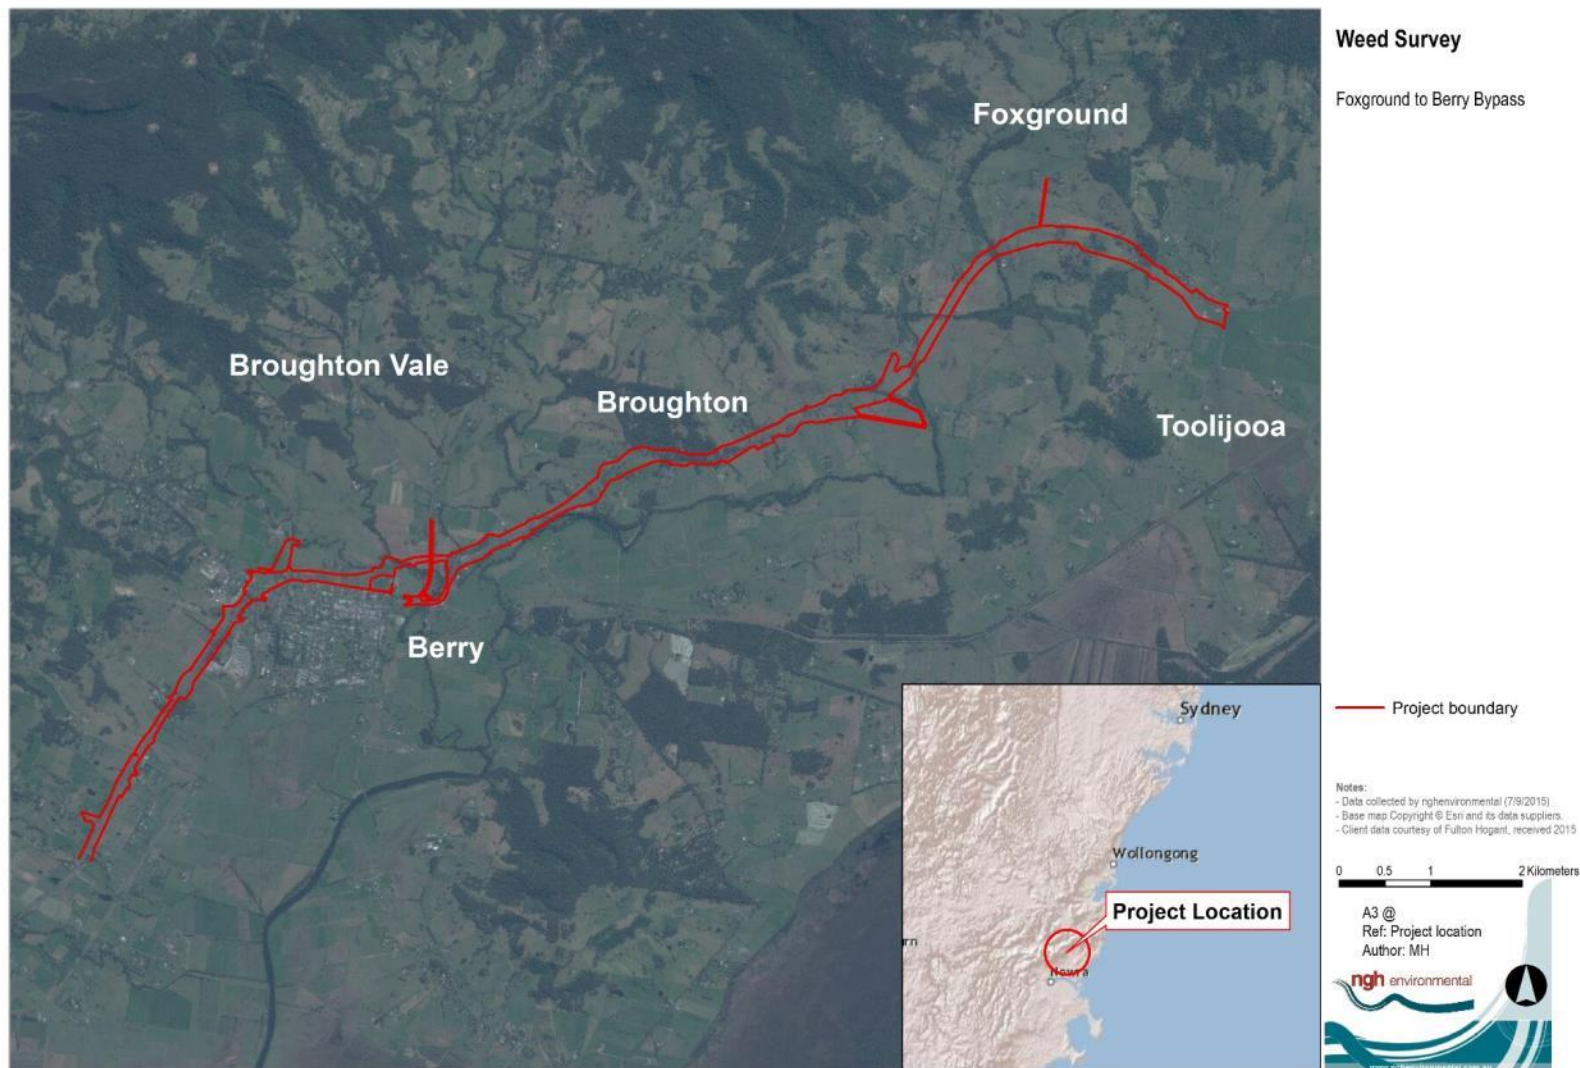 Weed Survey
Foxground to Berry Bypass
Foxground
Broughton Vale
Broughton
Toolijooa
Berry
Sydney
Wollongong
Project Location
Nowra
urn
Project boundary
Notes:
- Data collected by nghenvironmental (7/9/2015)
- Base map Copyright © Esri and its data suppliers.
- Client data courtesy of Fulton Hogant, received 2015
0 0.5 1 2 Kilometers
A3 @
Ref: Project location
Author: MH
ngh environmental